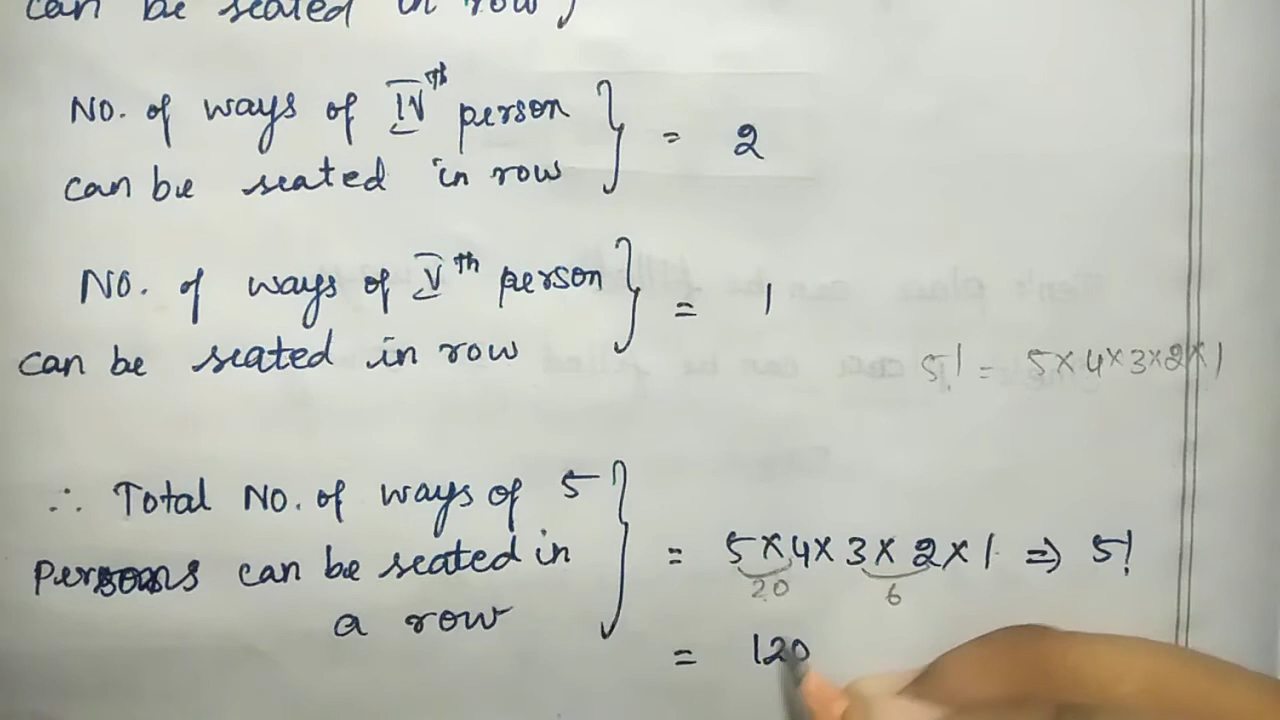 can be seated in row }
No. of ways of IVth person
can be seated in row } = 2
No. of ways of Vth person
can be seated in row } = 1
5! = 5×4×3×2×1
∴ Total No. of ways of 5
persons can be seated in
a row } = 5×4×3×2×1 ⇒ 5!
20 6
= 120